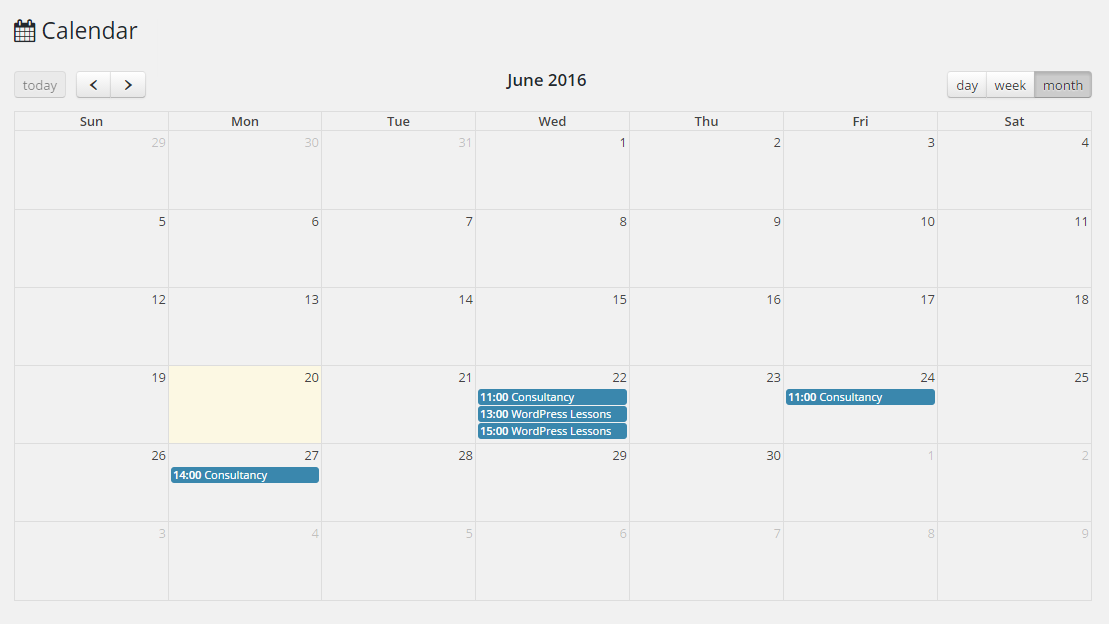 Calendar
today
June 2016
day week month
Sun Mon Tue Wed Thu Fri Sat
29 30 31 1 2 3 4
5 6 7 8 9 10 11
12 13 14 15 16 17 18
19 20 21 22 23 24 25
11:00 Consultancy 11:00 Consultancy
13:00 WordPress Lessons
15:00 WordPress Lessons
26 27 28 29 30 1 2
14:00 Consultancy
3 4 5 6 7 8 9